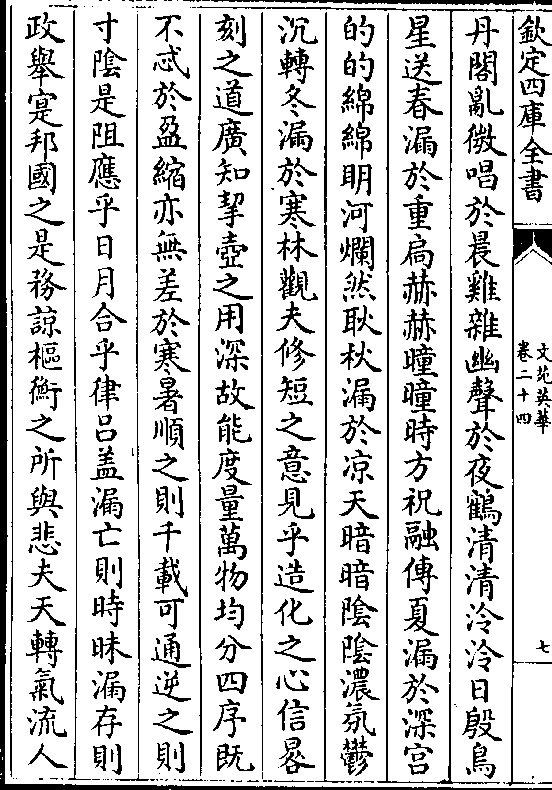 欽定四庫全書
文苑英華
卷二十四
七
丹閣亂微唱於晨雞雜幽聲於夜鶴清清泠泠日殷鳥
星送春漏於重扃赫赫曈曈時方祝融傳夏漏於深宫
的的綿綿明河爛然耿秋漏於凉天暗暗陰陰濃氛鬱
沉轉冬漏於寒林觀夫修短之意見乎造化之心信晷
刻之道廣知挈壺之用深故能度量萬物均分四序既
不忒於盈縮亦無差於寒暑順之則千載可通逆之則
寸陰是阻應乎日月合乎律吕盖漏亡則時昧漏存則
政舉寔邦國之是務諒樞衡之所與悲夫天轉氣流人